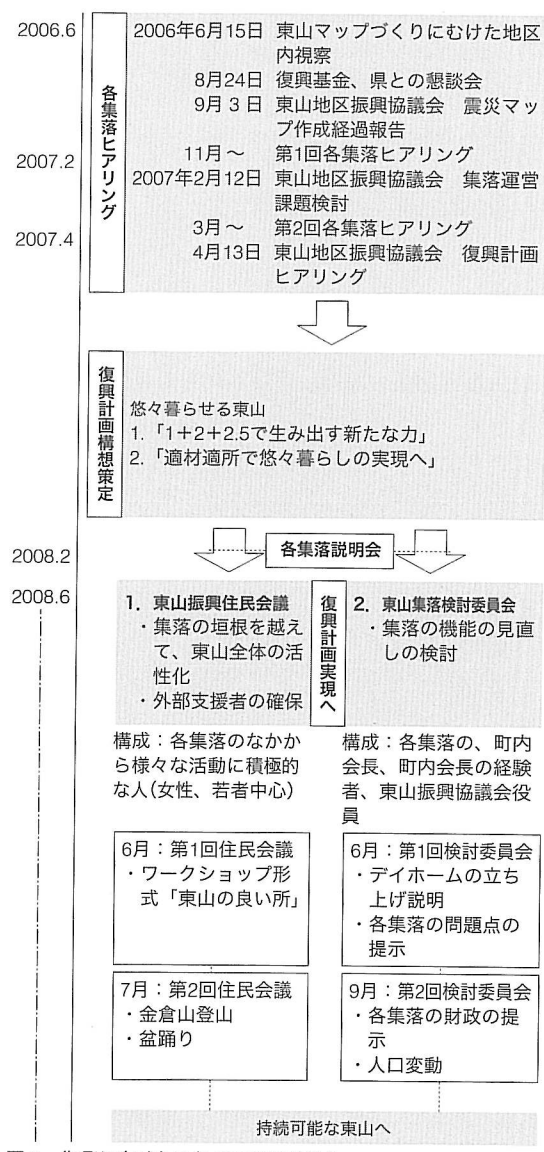 2006.6
2007.2
2007.4
各集落ヒアリング
2006年6月15日 東山マップづくりにむけた地区
内視察
8月24日 復興基金、県との懇談会
9月3日 東山地区振興協議会 震災マッ
プ作成経過報告
11月～ 第1回各集落ヒアリング
2007年2月12日 東山地区振興協議会 集落運営
課題検討
3月～ 第2回各集落ヒアリング
4月13日 東山地区振興協議会 復興計画
ヒアリング
復興計画構想策定
悠々暮らせる東山
1.「1+2+2.5で生み出す新たな力」
2.「適材適所で悠々暮らしの実現へ」
各集落説明会
2008.2
2008.6
1. 東山振興住民会議
・集落の垣根を越え
て、東山全体の活
性化
・外部支援者の確保
復興計画実現へ
2. 東山集落検討委員会
・集落の機能の見直
しの検討
構成：各集落のなかか
ら様々な活動に積極的
な人(女性、若者中心)
構成：各集落の、町内
会長、町内会長の経験
者、東山振興協議会役
員
6月：第1回住民会議
・ワークショップ形
式「東山の良い所」
6月：第1回検討委員会
・デイホームの立ち
上げ説明
・各集落の問題点の
提示
7月：第2回住民会議
・金倉山登山
・盆踊り
9月：第2回検討委員会
・各集落の財政の提
示
・人口変動
持続可能な東山へ